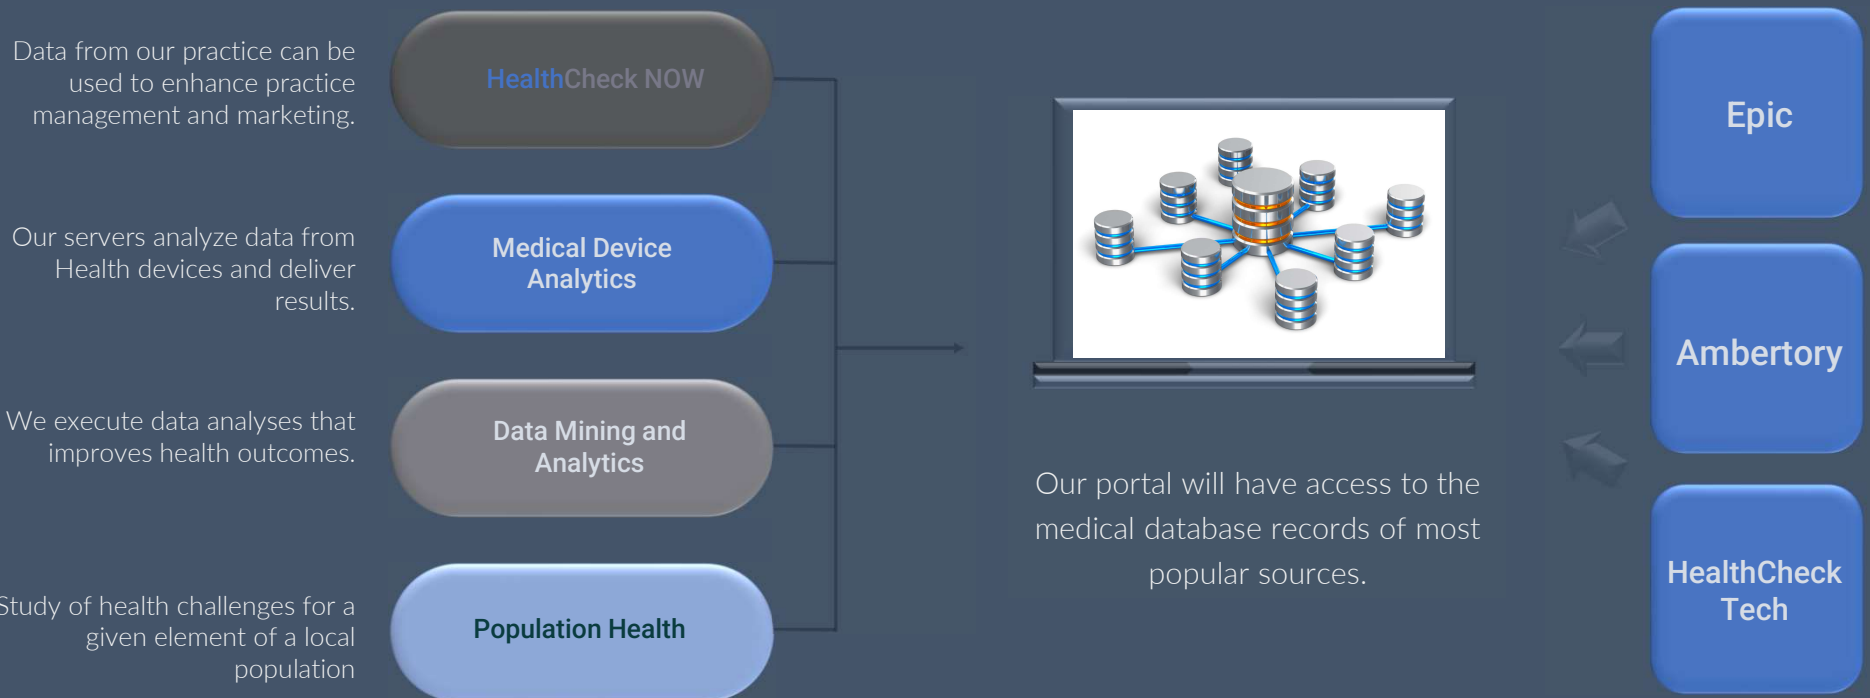 Data from our practice can be
used to enhance practice
management and marketing.
HealthCheck NOW
Our servers analyze data from
Health devices and deliver
results.
Medical Device
Analytics
We execute data analyses that
improves health outcomes.
Data Mining and
Analytics
Study of health challenges for a
given element of a local
population
Population Health
Our portal will have access to the
medical database records of most
popular sources.
Epic
Ambertory
HealthCheck
Tech